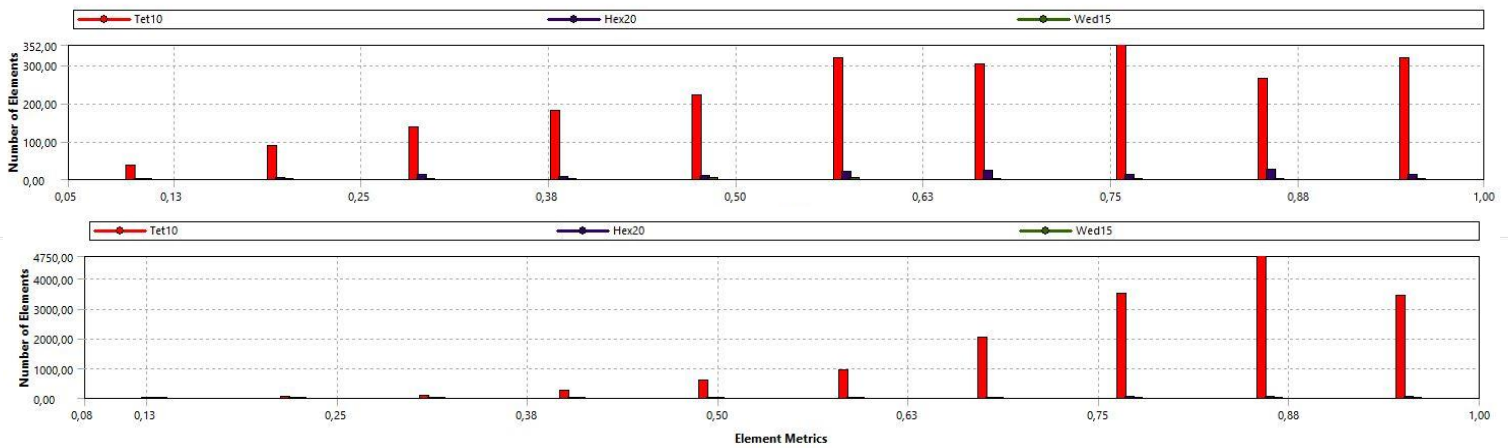 Tet10 Hex20 Wed15
Number of Elements
352,00
300,00
200,00
100,00
0,00
0,05 0,13 0,25 0,38 0,50 0,63 0,75 0,88 1,00
Tet10 Hex20 Wed15
Number of Elements
4750,00
4000,00
3000,00
2000,00
1000,00
0,00
0,08 0,13 0,25 0,38 0,50 0,63 0,75 0,88 1,00
Element Metrics